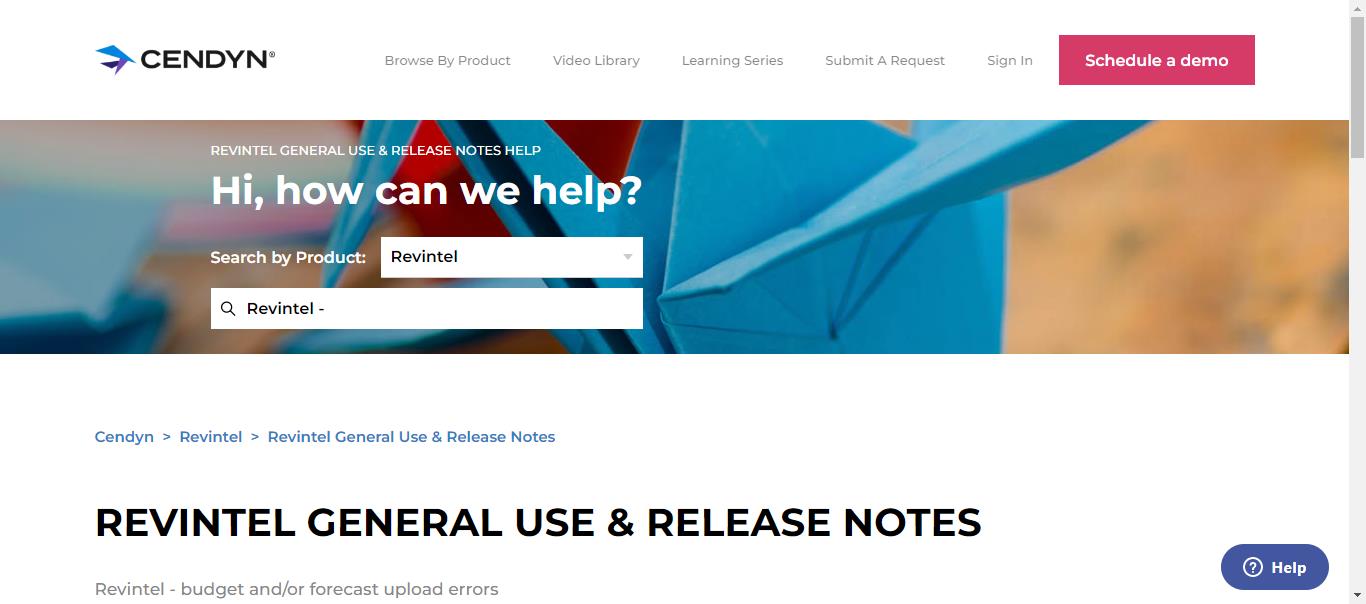 CENDYN®
Browse By Product
Video Library
Learning Series
Submit A Request
Sign In
Schedule a demo
REVINTEL GENERAL USE & RELEASE NOTES HELP
Hi, how can we help?
Search by Product:
Revintel
Revintel -
Cendyn > Revintel > Revintel General Use & Release Notes
REVINTEL GENERAL USE & RELEASE NOTES
Revintel - budget and/or forecast upload errors
Help